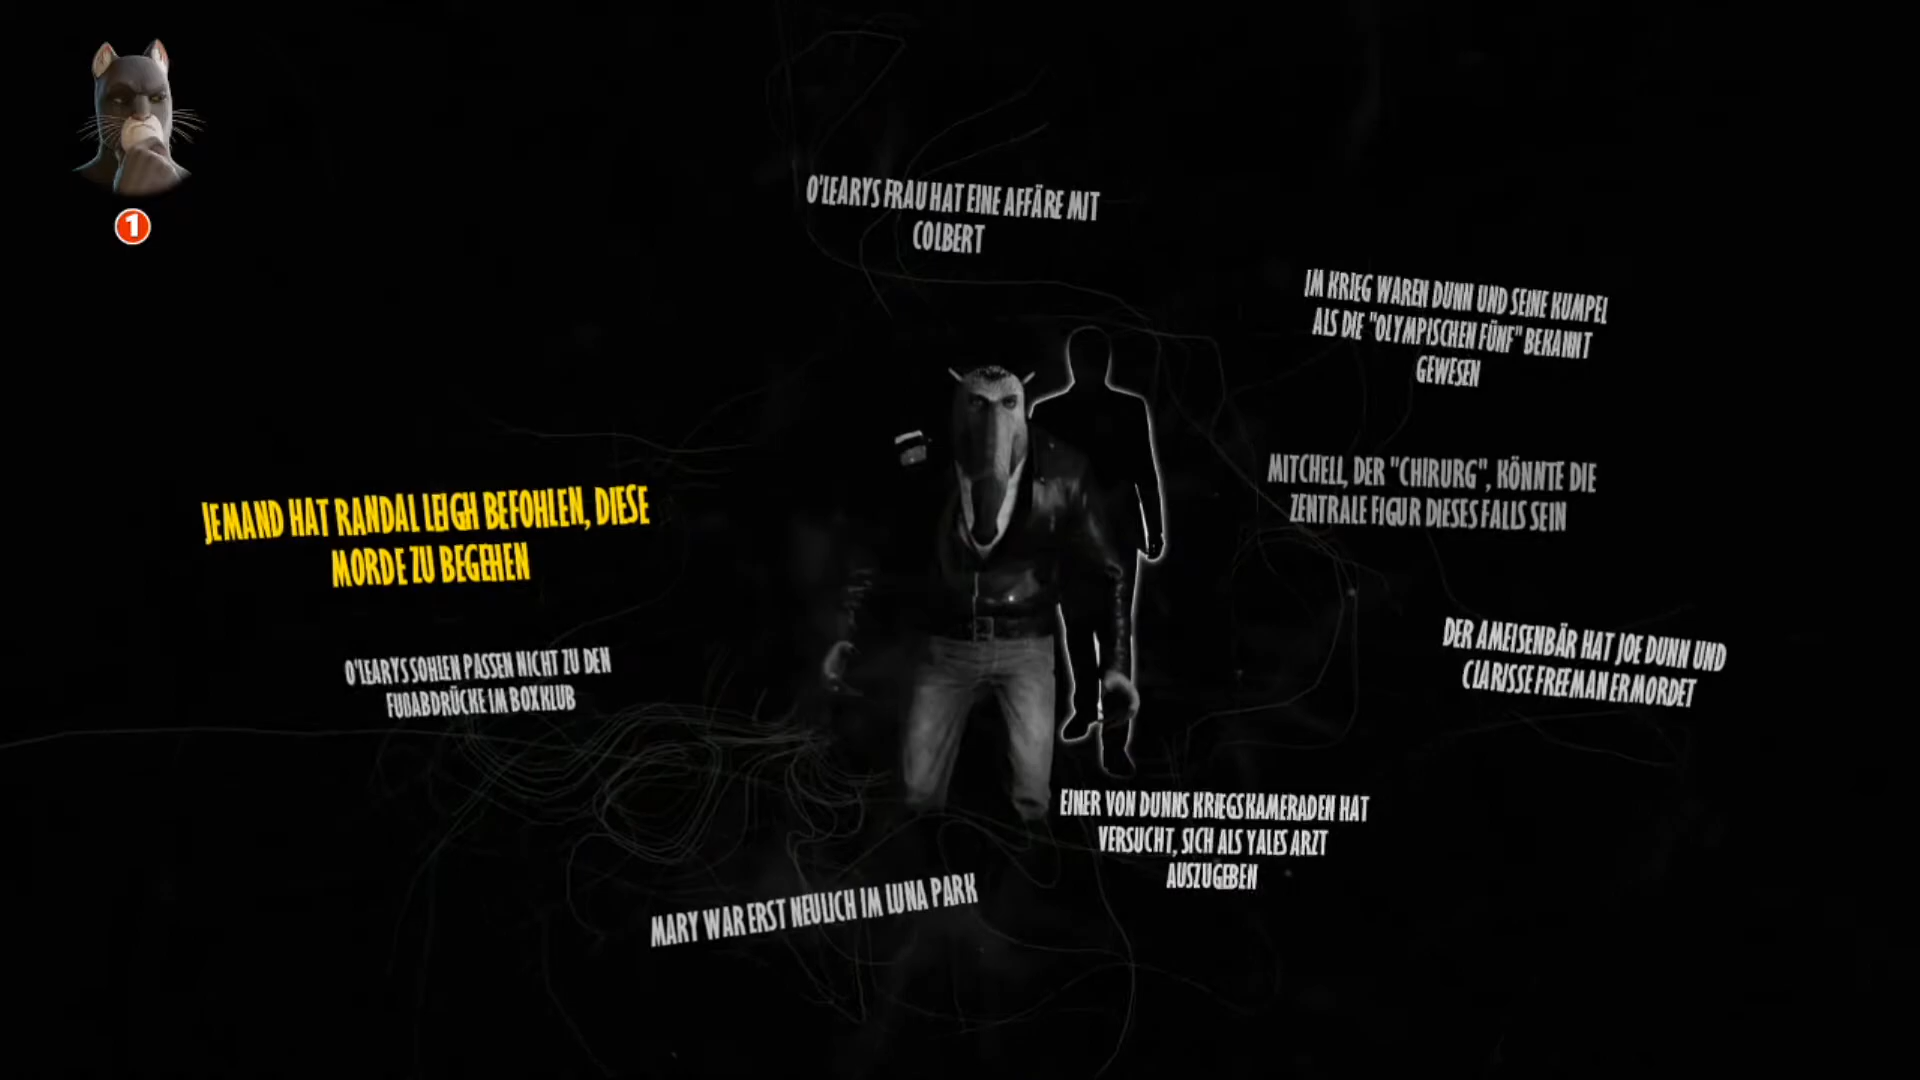 1
O'LEARYS FRAU HAT EINE AFFÄRE MIT
COLBERT
IM KRIEG WAREN DUNN UND SEINE KUMPEL
ALS DIE "OLYMPISCHEN FÜNF" BEKANNT
GEWESEN
MITCHELL, DER "CHIRURG", KÖNNTE DIE
ZENTRALE FIGUR DIESES FALLS SEIN
JEMAND HAT RANDAL LEIGH BEFOHLEN, DIESE
MORDE ZU BEGEHEN
O'LEARYS SOHLEN PASSEN NICHT ZU DEN
FUßABDRÜCKE IM BOXKLUB
DER AMEISENBÄR HAT JOE DUNN UND
CLARISSE FREEMAN ERMORDET
EINER VON DUNNS KRIEGSKAMERADEN HAT
VERSUCHT, SICH ALS YALES ARZT
AUSZUGEBEN
MARY WAR ERST NEULICH IM LUNA PARK